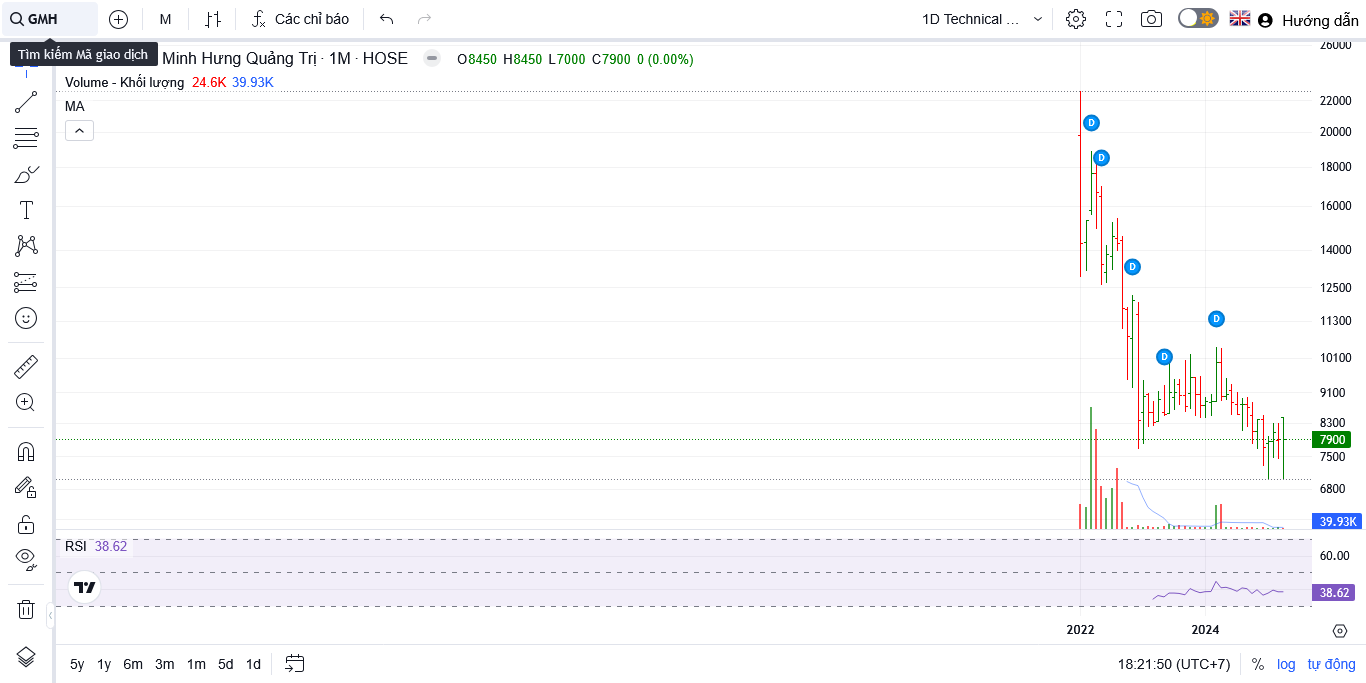 GMH
M
Các chỉ báo
1D Technical ...
Hướng dẫn
Tìm kiếm Mã giao dịch
Minh Hưng Quảng Trị · 1M · HOSE
O8450 H8450 L7000 C7900 0 (0.00%)
Volume - Khối lượng 24.6K 39.93K
MA
26000
22000
20000
18000
16000
14000
12500
11300
10100
9100
8300
7900
7500
6800
39.93K
D
D
D
D
D
RSI 38.62
60.00
38.62
2022
2024
5y 1y 6m 3m 1m 5d 1d
18:21:50 (UTC+7)
% log tự động